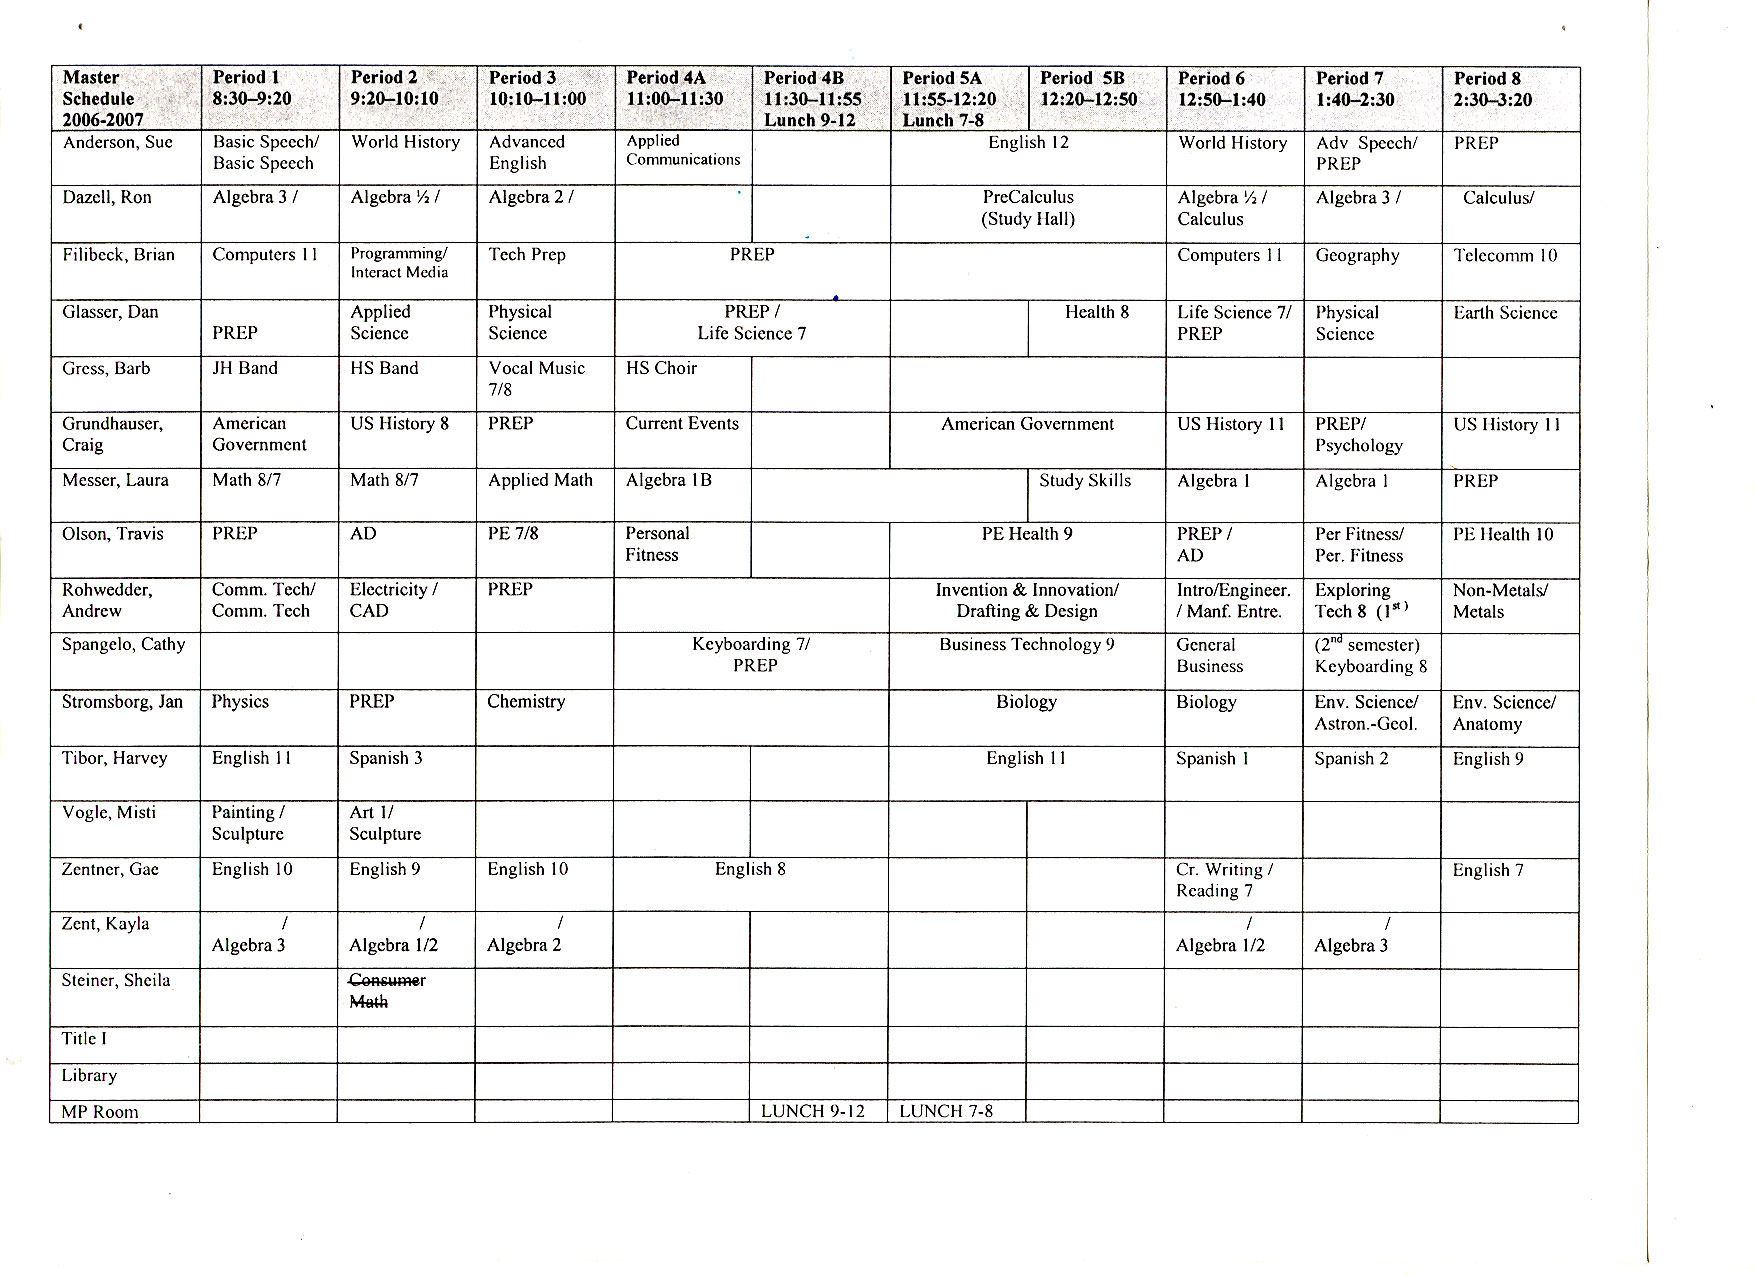 Master Schedule 2006-2007 | Period 1 8:30–9:20 | Period 2 9:20–10:10 | Period 3 10:10–11:00 | Period 4A 11:00–11:30 | Period 4B 11:30–11:55 Lunch 9-12 | Period 5A 11:55-12:20 Lunch 7-8 | Period 5B 12:20–12:50 | Period 6 12:50–1:40 | Period 7 1:40–2:30 | Period 8 2:30–3:20
Anderson, Sue | Basic Speech/ Basic Speech | World History | Advanced English | Applied Communications | English 12 | World History | Adv Speech/ PREP | PREP
Dazell, Ron | Algebra 3 / | Algebra ½ / | Algebra 2 / | PreCalculus (Study Hall) | Algebra ½ / Calculus | Algebra 3 / | Calculus/
Filibeck, Brian | Computers 11 | Programming/ Interact Media | Tech Prep | PREP | Computers 11 | Geography | Telecomm 10
Glasser, Dan | PREP | Applied Science | Physical Science | PREP / Life Science 7 | Health 8 | Life Science 7/ PREP | Physical Science | Earth Science
Gress, Barb | JH Band | HS Band | Vocal Music 7/8 | HS Choir
Grundhauser, Craig | American Government | US History 8 | PREP | Current Events | American Government | US History 11 | PREP/ Psychology | US History 11
Messer, Laura | Math 8/7 | Math 8/7 | Applied Math | Algebra 1B | Study Skills | Algebra 1 | Algebra 1 | PREP
Olson, Travis | PREP | AD | PE 7/8 | Personal Fitness | PE Health 9 | PREP / AD | Per Fitness/ Per. Fitness | PE Health 10
Rohwedder, Andrew | Comm. Tech/ Comm. Tech | Electricity / CAD | PREP | Invention & Innovation/ Drafting & Design | Intro/Engineer. / Manf. Entre. | Exploring Tech 8 (1st) | Non-Metals/ Metals
Spangelo, Cathy | Keyboarding 7/ PREP | Business Technology 9 | General Business | (2nd semester) Keyboarding 8
Stromsborg, Jan | Physics | PREP | Chemistry | Biology | Biology | Env. Science/ Astron.-Geol. | Env. Science/ Anatomy
Tibor, Harvey | English 11 | Spanish 3 | English 11 | Spanish 1 | Spanish 2 | English 9
Vogle, Misti | Painting / Sculpture | Art 1/ Sculpture
Zentner, Gae | English 10 | English 9 | English 10 | English 8 | Cr. Writing / Reading 7 | English 7
Zent, Kayla | / Algebra 3 | / Algebra 1/2 | / Algebra 2 | / Algebra 1/2 | / Algebra 3
Steiner, Sheila | Consumer Math
Title I
Library
MP Room | LUNCH 9-12 | LUNCH 7-8